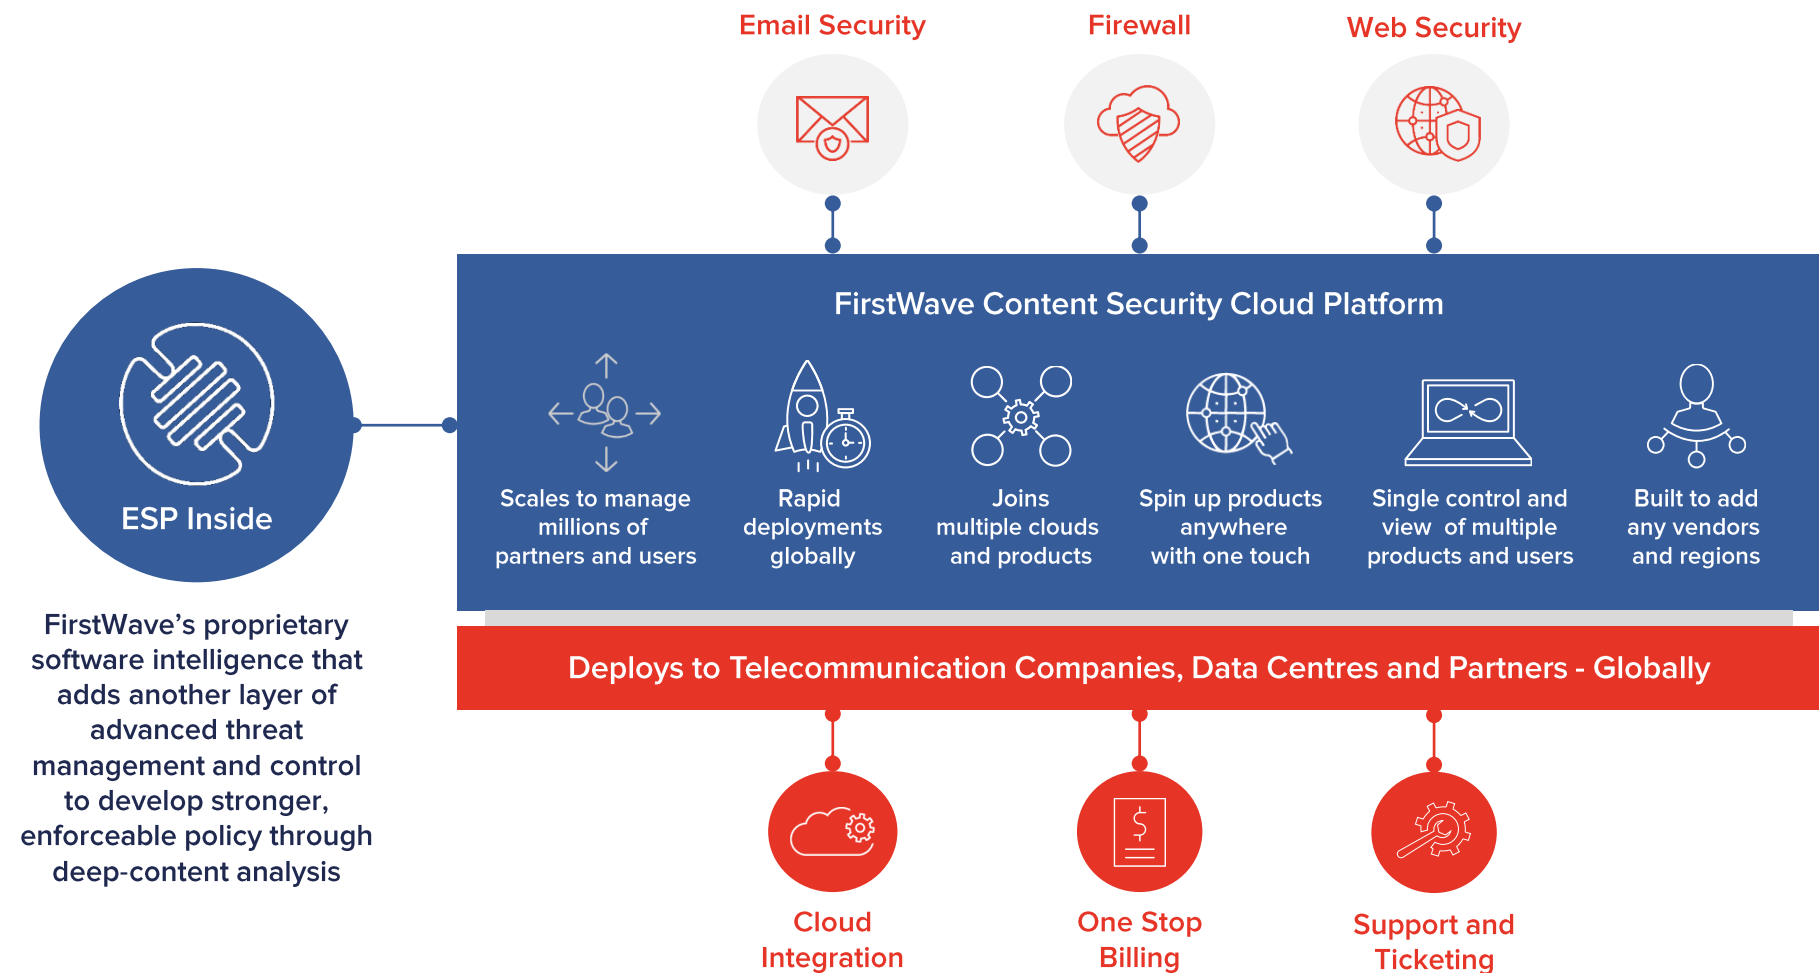 Email Security
Firewall
Web Security
FirstWave Content Security Cloud Platform
Scales to manage
millions of
partners and users
Rapid
deployments
globally
Joins
multiple clouds
and products
Spin up products
anywhere
with one touch
Single control and
view of multiple
products and users
Built to add
any vendors
and regions
ESP Inside
FirstWave’s proprietary
software intelligence that
adds another layer of
advanced threat
management and control
to develop stronger,
enforceable policy through
deep-content analysis
Deploys to Telecommunication Companies, Data Centres and Partners - Globally
$
Cloud
Integration
One Stop
Billing
Support and
Ticketing